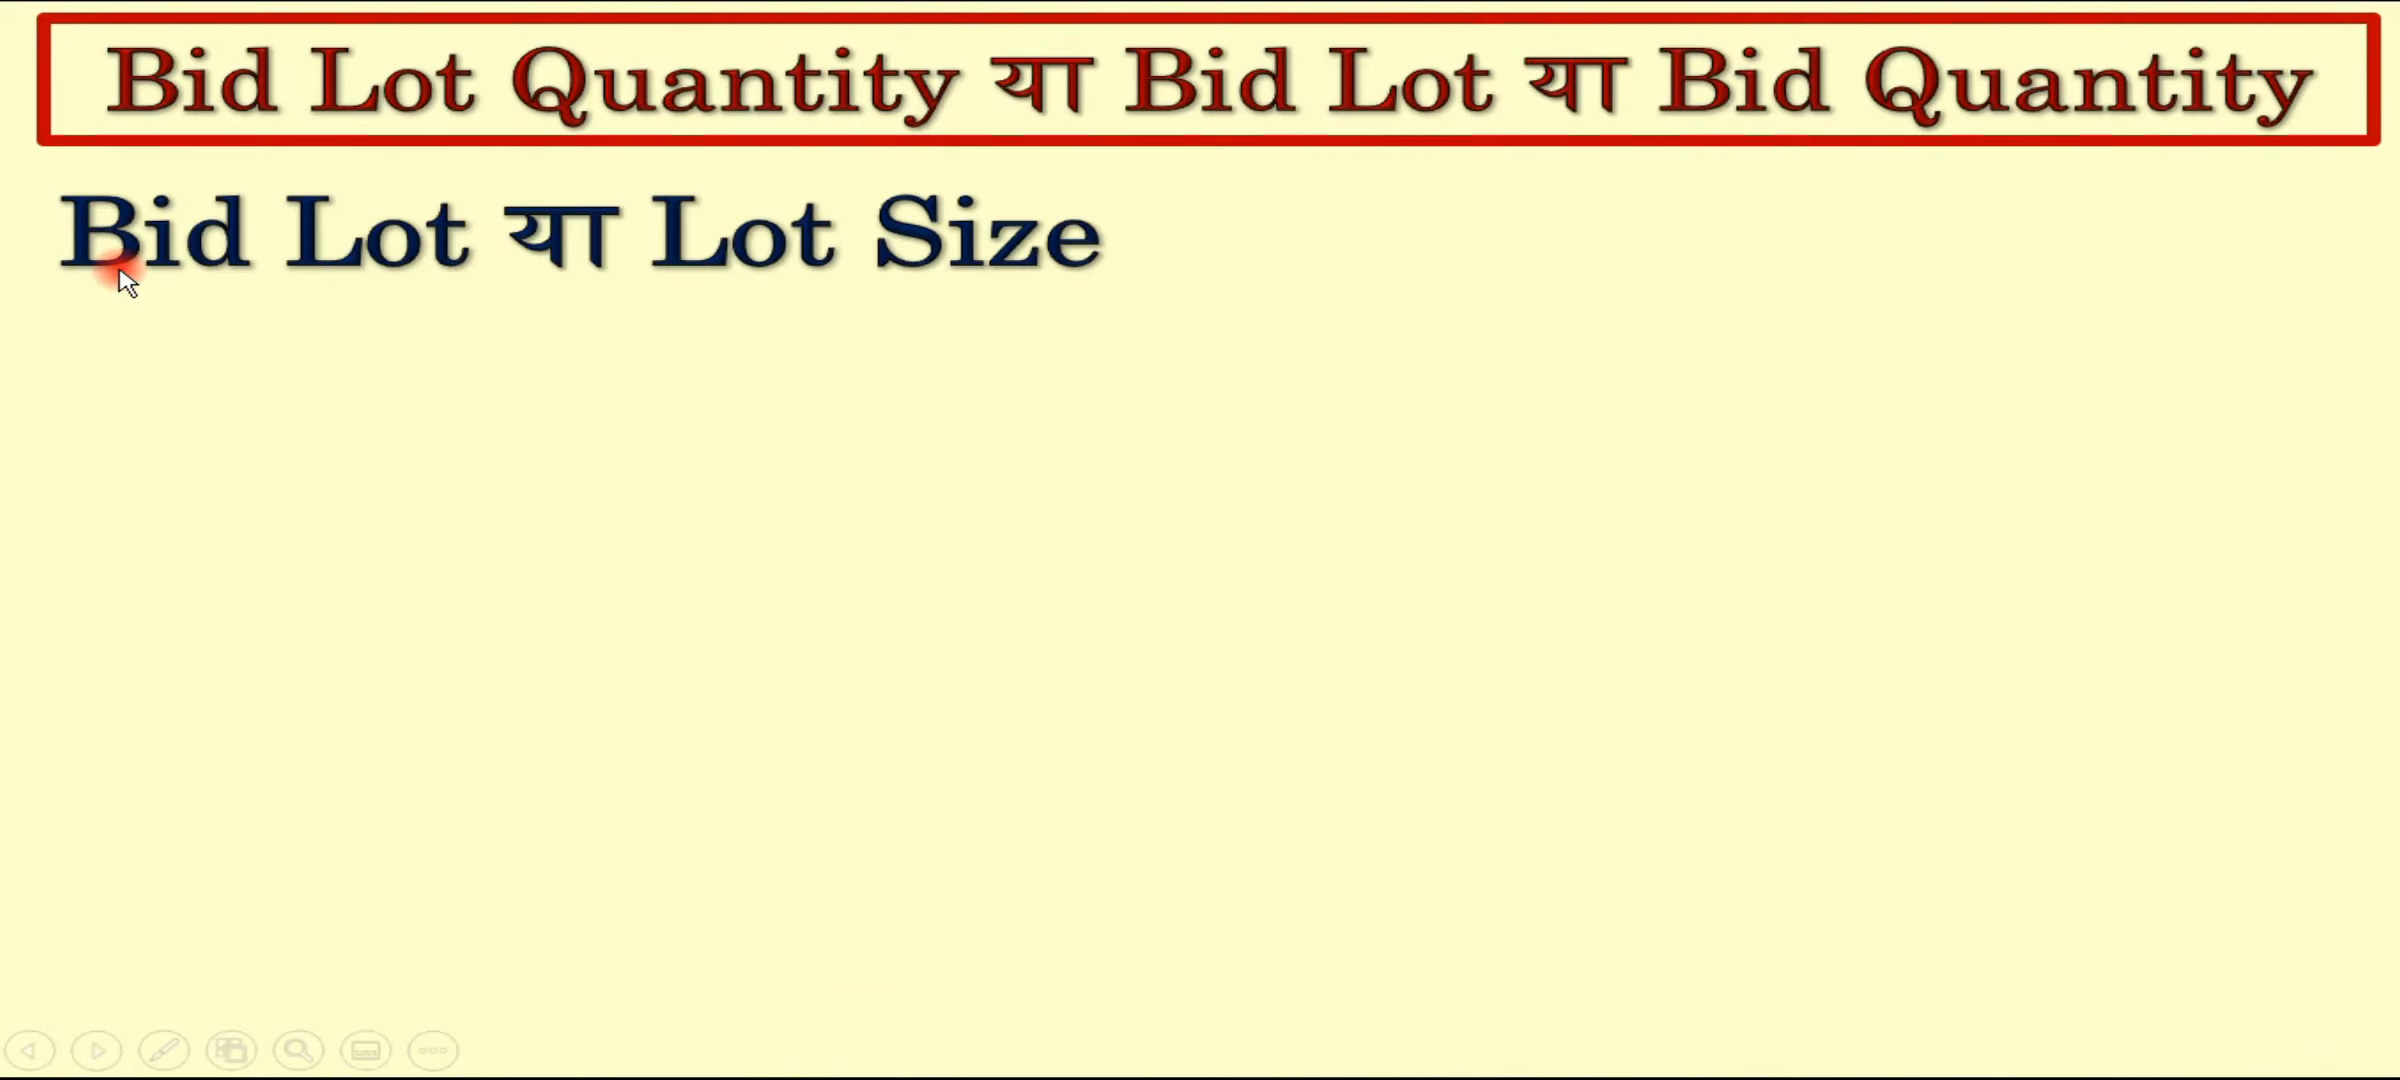 Bid Lot Quantity या Bid Lot या Bid Quantity
Bid Lot या Lot Size